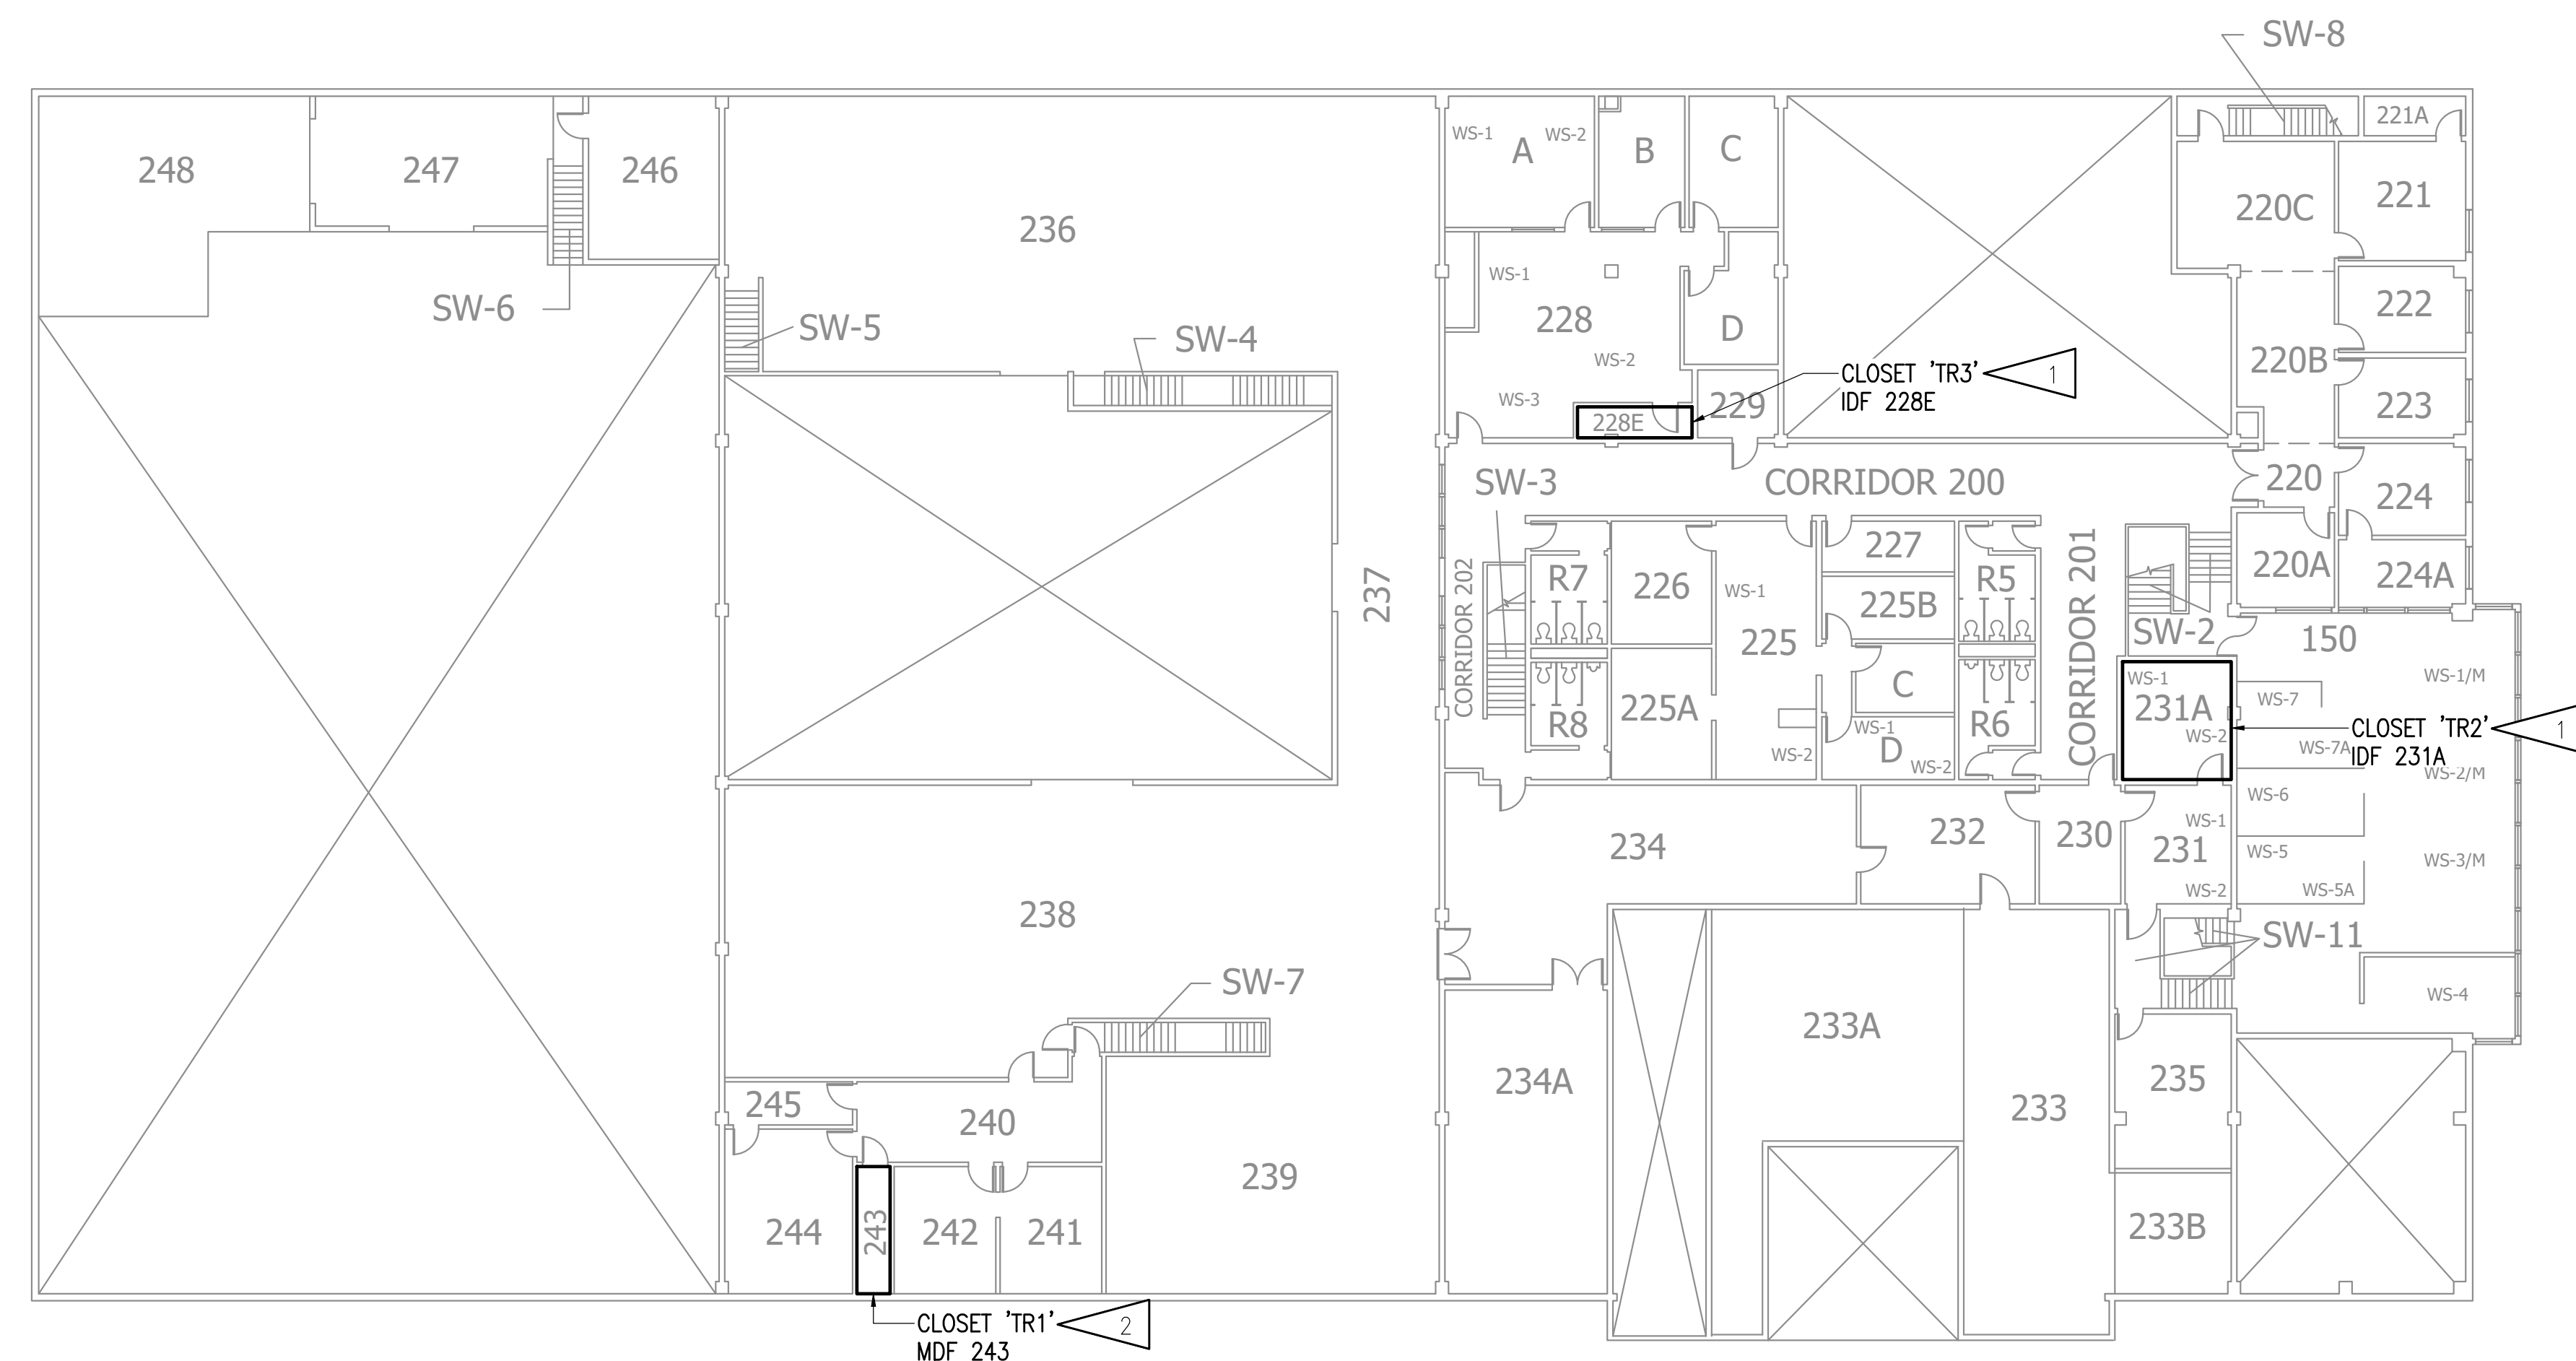 SW-8
221A
248
247
246
236
WS-1
WS-2
A
B
C
220C
221
SW-6
SW-5
SW-4
WS-1
228
WS-2
WS-3
D
222
220B
CLOSET 'TR3'
IDF 228E
1
228E
229
223
SW-3
CORRIDOR 200
220
224
237
CORRIDOR 202
R7
226
WS-1
225
227
225B
R5
CORRIDOR 201
220A
224A
SW-2
150
WS-1/M
R8
225A
WS-2
C
WS-1
D
WS-2
R6
WS-1
231A
WS-2
WS-7
WS-7A
CLOSET 'TR2'
IDF 231A
1
WS-2/M
WS-6
234
232
230
WS-1
231
WS-2
WS-5
WS-5A
WS-3/M
238
SW-11
SW-7
WS-4
233A
234A
233
235
245
240
239
244
243
242
241
233B
CLOSET 'TR1'
MDF 243
2